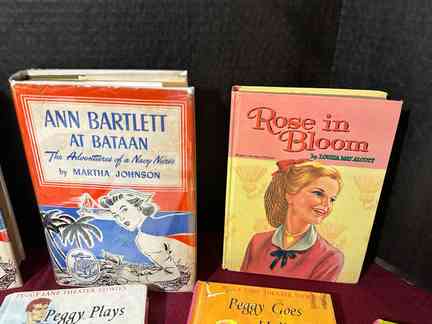 ANN BARTLETT
AT BATAAN
The Adventures of a Navy Nurse
by MARTHA JOHNSON
Rose in
Bloom
by LOUISA MAY ALCOTT
PEGGY LANE THEATER STORIES
Peggy Plays
PEGGY LANE THEATER STORIES
Peggy Goes